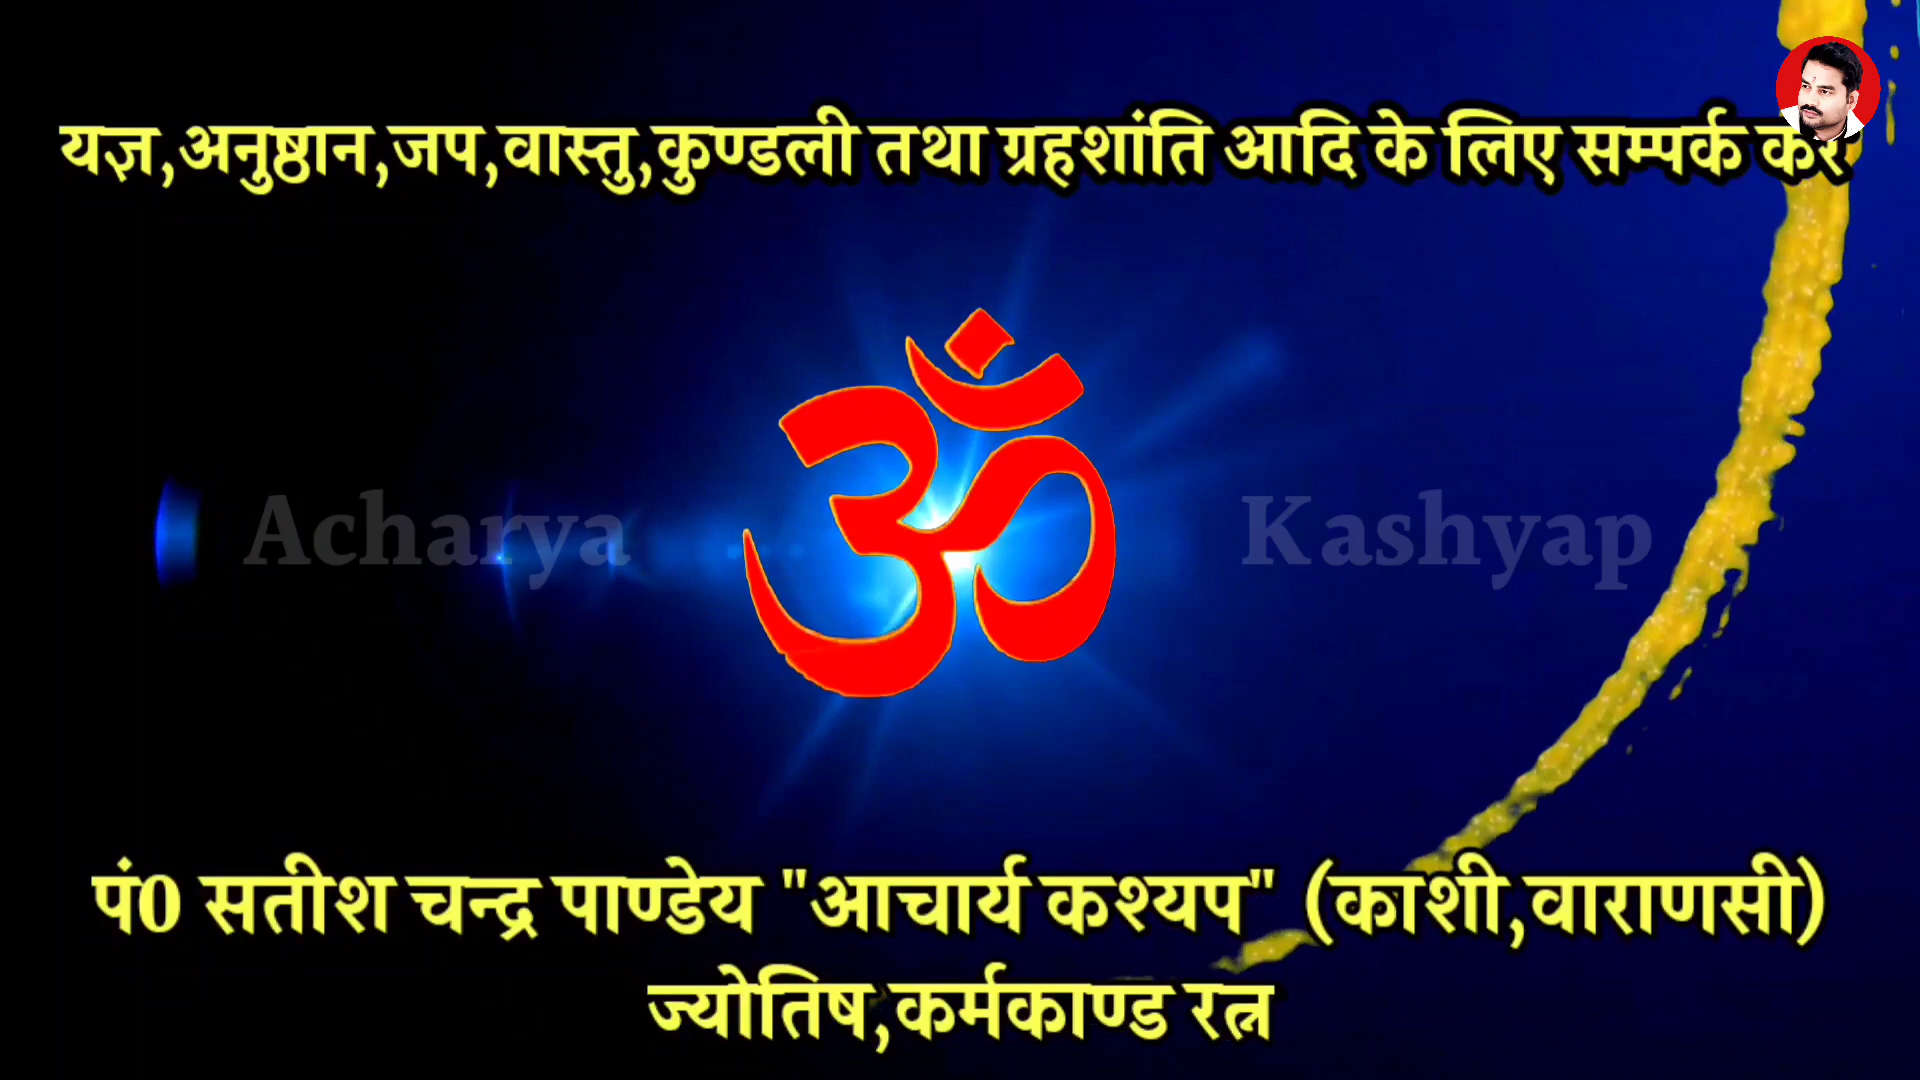 यज्ञ,अनुष्ठान,जप,वास्तु,कुण्डली तथा ग्रहशांति आदि के लिए सम्पर्क
ॐ
Acharya Kashyap
पं0 सतीश चन्द्र पाण्डेय "आचार्य कश्यप" (काशी,वाराणसी)
ज्योतिष,कर्मकाण्ड रत्न